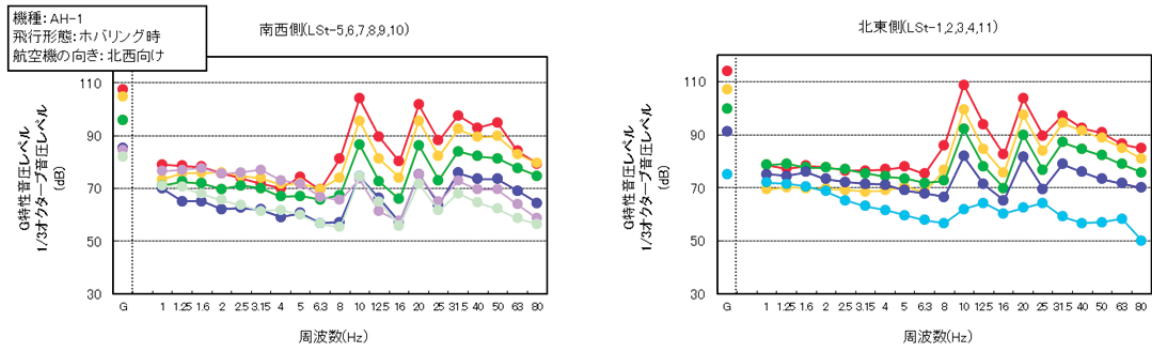 機種: AH-1
飛行形態: ホバリング時
航空機の向き: 北西向け
南西側(LSt-5,6,7,8,9,10)
G特性音圧レベル
1/3オクターブ音圧レベル
(dB)
110
90
70
50
30
G 1 1.25 1.6 2 2.5 3.15 4 5 6.3 8 10 12.5 16 20 25 31.5 40 50 63 80
周波数(Hz)
北東側(LSt-1,2,3,4,11)
G特性音圧レベル
1/3オクターブ音圧レベル
(dB)
110
90
70
50
30
G 1 1.25 1.6 2 2.5 3.15 4 5 6.3 8 10 12.5 16 20 25 31.5 40 50 63 80
周波数(Hz)